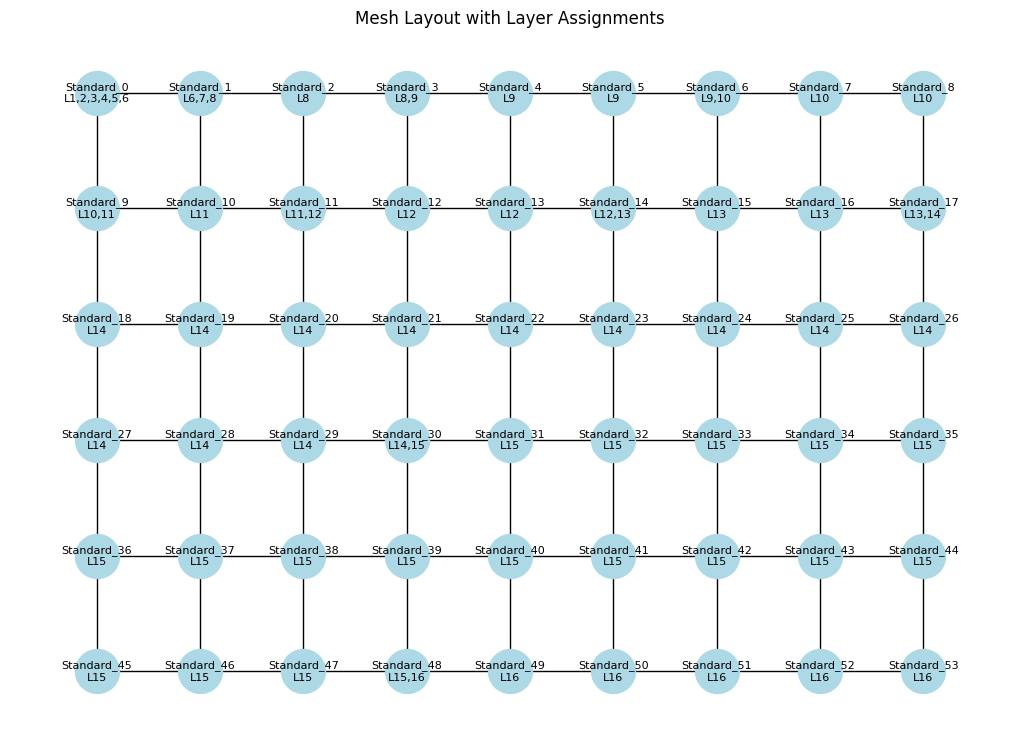 Mesh Layout with Layer Assignments
Standard_0
L1,2,3,4,5,6
Standard_1
L6,7,8
Standard_2
L8
Standard_3
L8,9
Standard_4
L9
Standard_5
L9
Standard_6
L9,10
Standard_7
L10
Standard_8
L10
Standard_9
L10,11
Standard_10
L11
Standard_11
L11,12
Standard_12
L12
Standard_13
L12
Standard_14
L12,13
Standard_15
L13
Standard_16
L13
Standard_17
L13,14
Standard_18
L14
Standard_19
L14
Standard_20
L14
Standard_21
L14
Standard_22
L14
Standard_23
L14
Standard_24
L14
Standard_25
L14
Standard_26
L14
Standard_27
L14
Standard_28
L14
Standard_29
L14
Standard_30
L14,15
Standard_31
L15
Standard_32
L15
Standard_33
L15
Standard_34
L15
Standard_35
L15
Standard_36
L15
Standard_37
L15
Standard_38
L15
Standard_39
L15
Standard_40
L15
Standard_41
L15
Standard_42
L15
Standard_43
L15
Standard_44
L15
Standard_45
L15
Standard_46
L15
Standard_47
L15
Standard_48
L15,16
Standard_49
L16
Standard_50
L16
Standard_51
L16
Standard_52
L16
Standard_53
L16